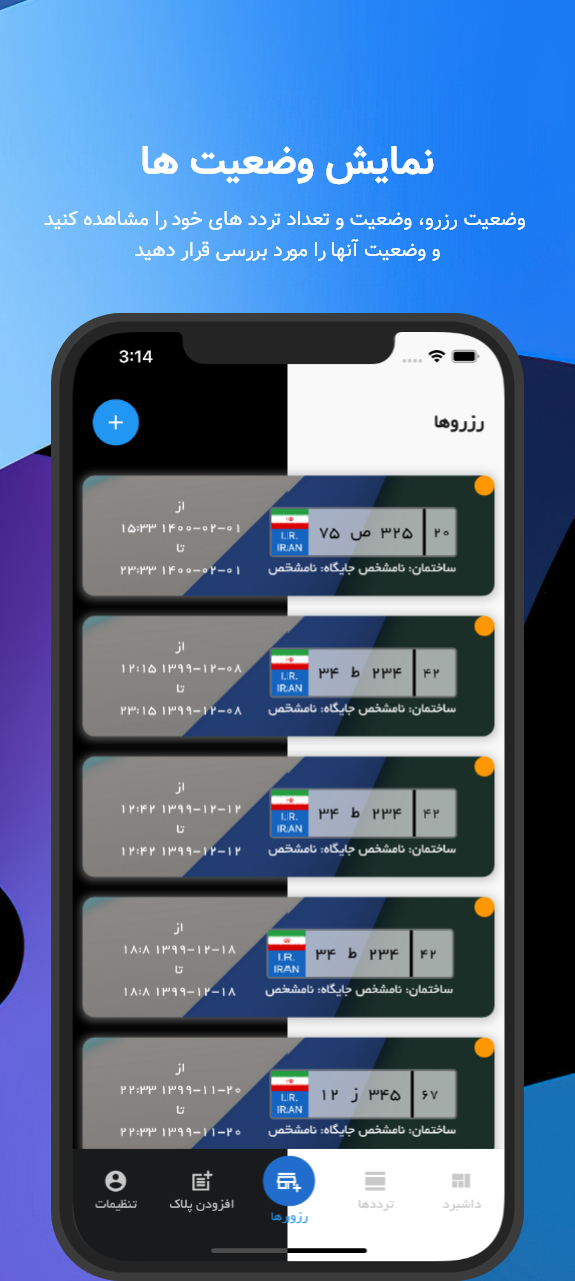 نمایش وضعیت ها
وضعیت رزرو، وضعیت و تعداد تردد های خود را مشاهده کنید
و وضعیت آنها را مورد بررسی قرار دهید
3:14
رزروها
۲۰
۳۲۵ ص ۷۵
I.R.
IRAN
ساختمان: نامشخص جایگاه: نامشخص
از
۱۵:۳۳ ۱۴۰۰-۰۲-۰۱
تا
۲۳:۳۳ ۱۴۰۰-۰۲-۰۱
۴۲
۲۳۴ ط ۳۴
I.R.
IRAN
ساختمان: نامشخص جایگاه: نامشخص
از
۱۲:۱۵ ۱۳۹۹-۱۲-۰۸
تا
۲۳:۱۵ ۱۳۹۹-۱۲-۰۸
۴۲
۲۳۴ ط ۳۴
I.R.
IRAN
ساختمان: نامشخص جایگاه: نامشخص
از
۱۲:۴۲ ۱۳۹۹-۱۲-۱۲
تا
۱۲:۴۲ ۱۳۹۹-۱۲-۱۲
۴۲
۲۳۴ ط ۳۴
I.R.
IRAN
ساختمان: نامشخص جایگاه: نامشخص
از
۱۸:۸ ۱۳۹۹-۱۲-۱۸
تا
۱۸:۸ ۱۳۹۹-۱۲-۱۸
۶۷
۳۴۵ ز ۱۲
I.R.
IRAN
ساختمان: نامشخص جایگاه: نامشخص
از
۲۲:۳۳ ۱۳۹۹-۱۱-۲۰
تا
۲۲:۳۳ ۱۳۹۹-۱۱-۲۰
داشبرد
ترددها
رزورها
افزودن پلاک
تنظیمات